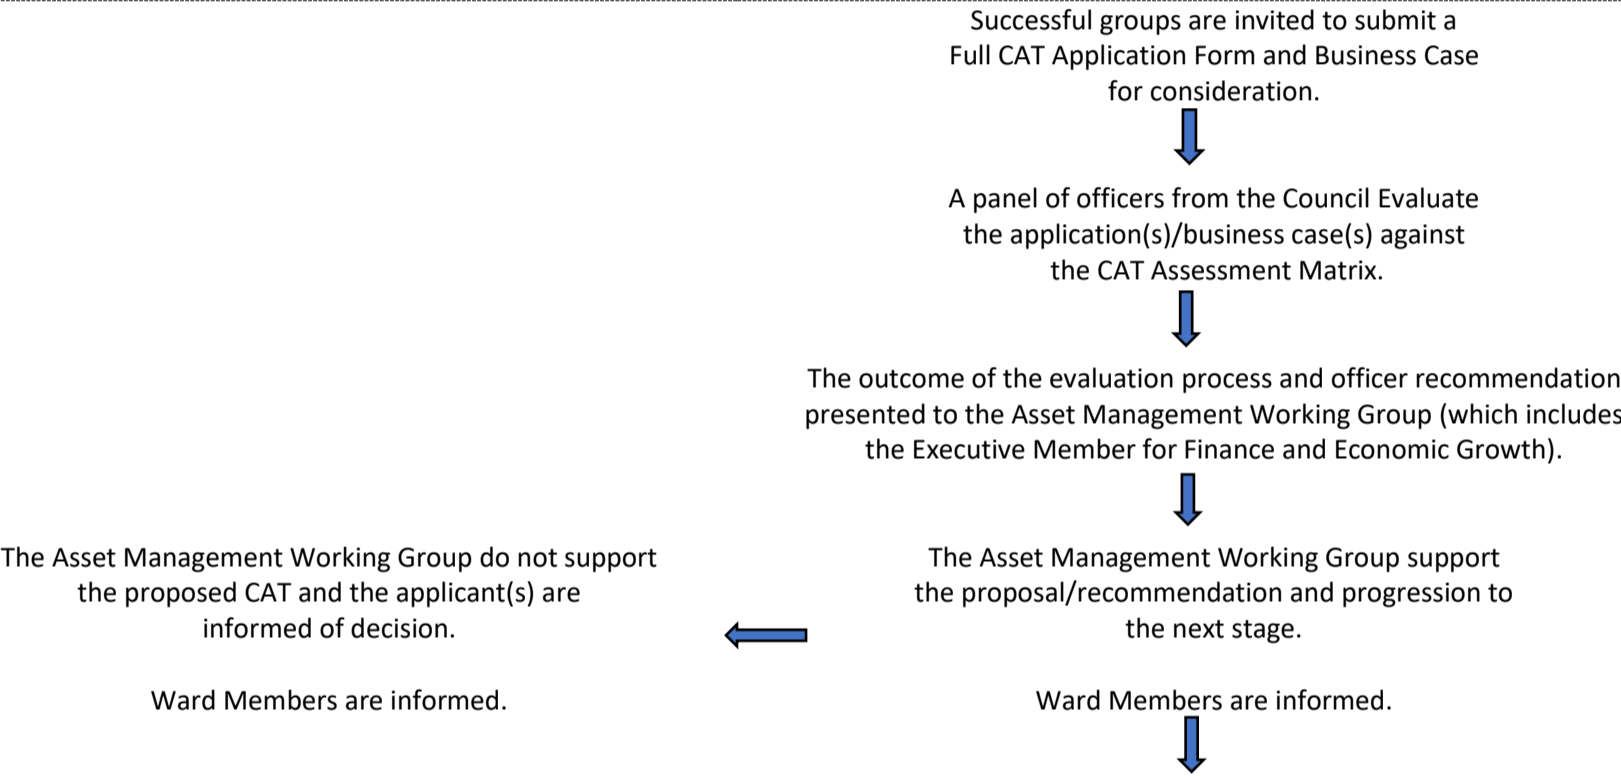 Successful groups are invited to submit a
Full CAT Application Form and Business Case
for consideration.
A panel of officers from the Council Evaluate
the application(s)/business case(s) against
the CAT Assessment Matrix.
The outcome of the evaluation process and officer recommendation
presented to the Asset Management Working Group (which includes
the Executive Member for Finance and Economic Growth).
The Asset Management Working Group do not support
the proposed CAT and the applicant(s) are
informed of decision.
Ward Members are informed.
The Asset Management Working Group support
the proposal/recommendation and progression to
the next stage.
Ward Members are informed.